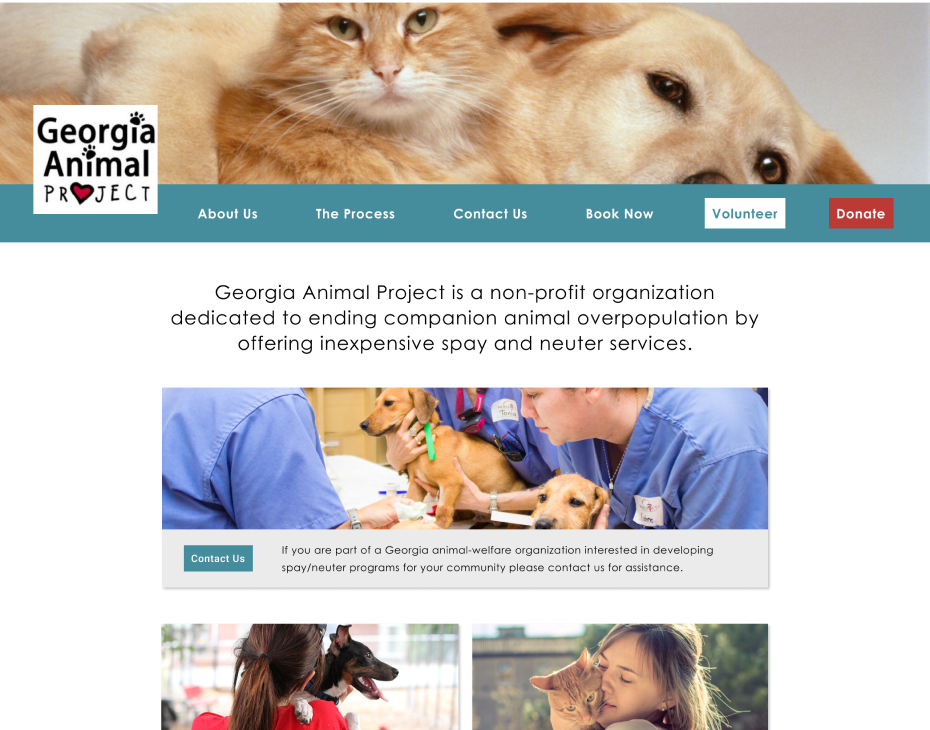 Georgia
Animal
PROJECT
About Us
The Process
Contact Us
Book Now
Volunteer
Donate
Georgia Animal Project is a non-profit organization
dedicated to ending companion animal overpopulation by
offering inexpensive spay and neuter services.
Contact Us
If you are part of a Georgia animal-welfare organization interested in developing
spay/neuter programs for your community please contact us for assistance.